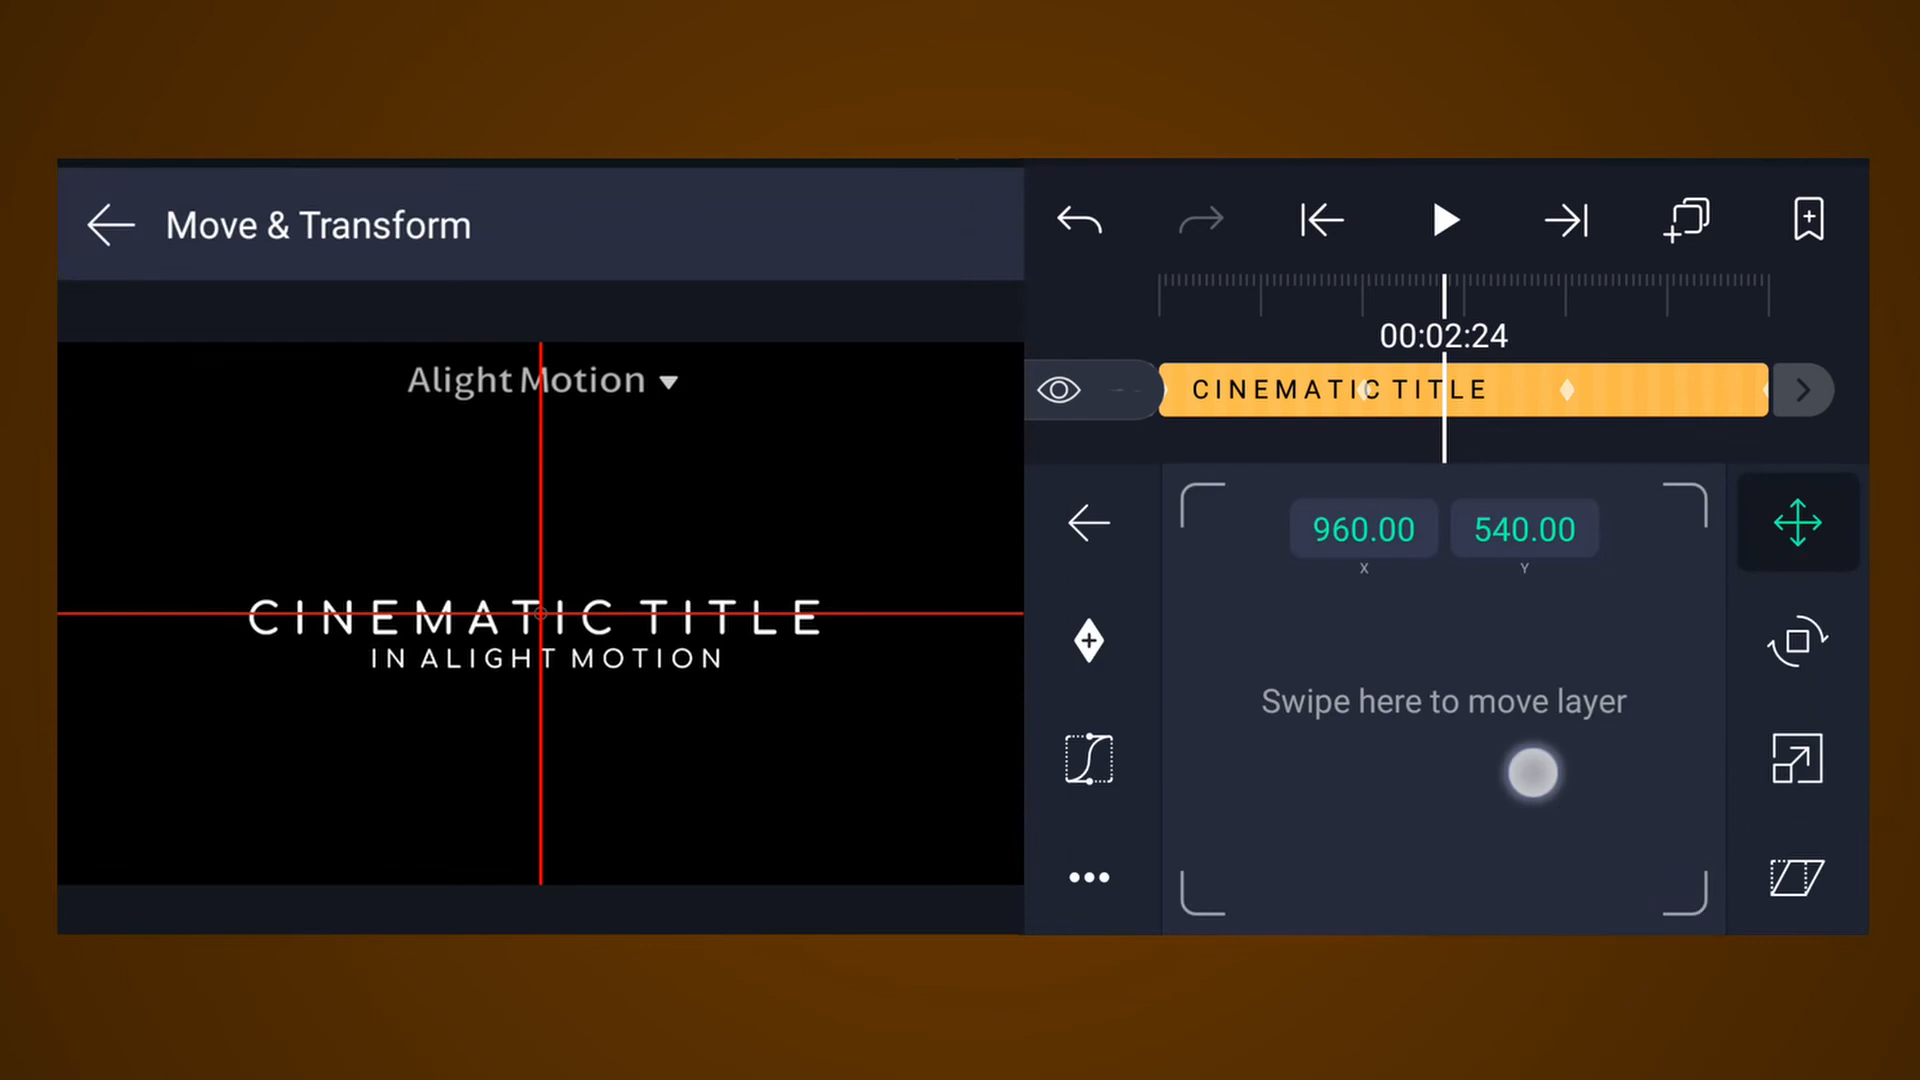 Move & Transform
Alight Motion
CINEMATIC TITLE
IN ALIGHT MOTION
00:02:24
CINEMATIC TITLE
960.00 540.00
X Y
Swipe here to move layer